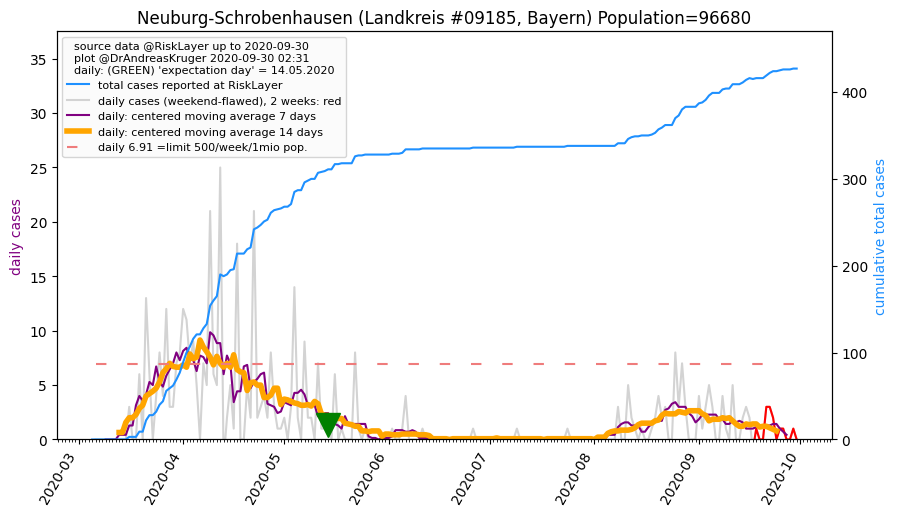 Neuburg-Schrobenhausen (Landkreis #09185, Bayern) Population=96680
source data @RiskLayer up to 2020-09-30
plot @DrAndreasKruger 2020-09-30 02:31
daily: (GREEN) 'expectation day' = 14.05.2020
total cases reported at RiskLayer
daily cases (weekend-flawed), 2 weeks: red
daily: centered moving average 7 days
daily: centered moving average 14 days
daily 6.91 =limit 500/week/1mio pop.
daily cases
35
30
25
20
15
10
5
0
cumulative total cases
400
300
200
100
0
2020-03
2020-04
2020-05
2020-06
2020-07
2020-08
2020-09
2020-10